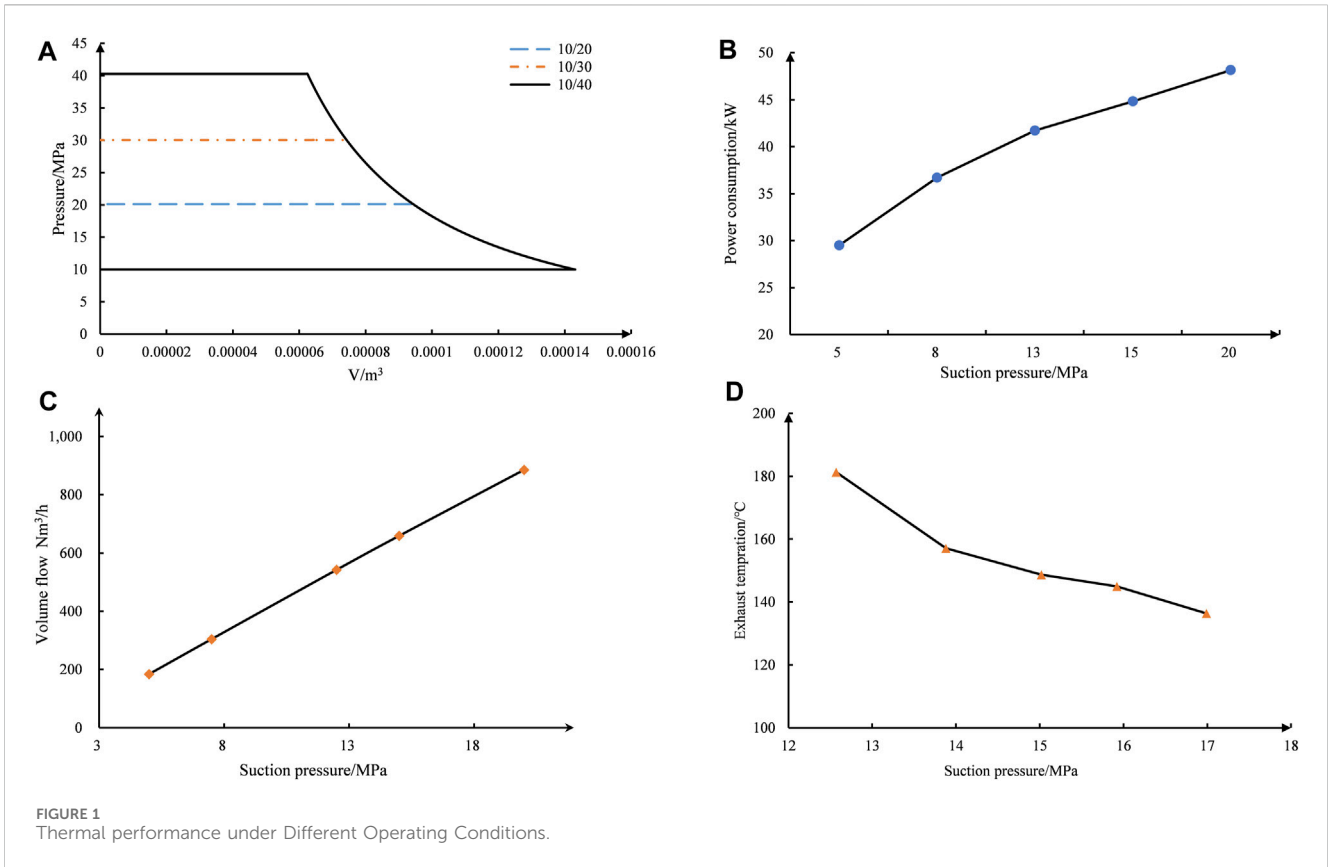 A
45
40
35
30
25
20
15
10
5
0
Pressure/MPa
0 0.00002 0.00004 0.00006 0.00008 0.0001 0.00012 0.00014 0.00016
V/m³
10/20
10/30
10/40
B
50
45
40
35
30
25
20
Power consumption/kW
5 8 13 15 20
Suction pressure/MPa
C
1,000
800
600
400
200
0
Volume flow Nm³/h
3 8 13 18
Suction pressure/MPa
D
200
180
160
140
120
100
Exhaust tempration/°C
12 13 14 15 16 17 18
Suction pressure/MPa
FIGURE 1
Thermal performance under Different Operating Conditions.